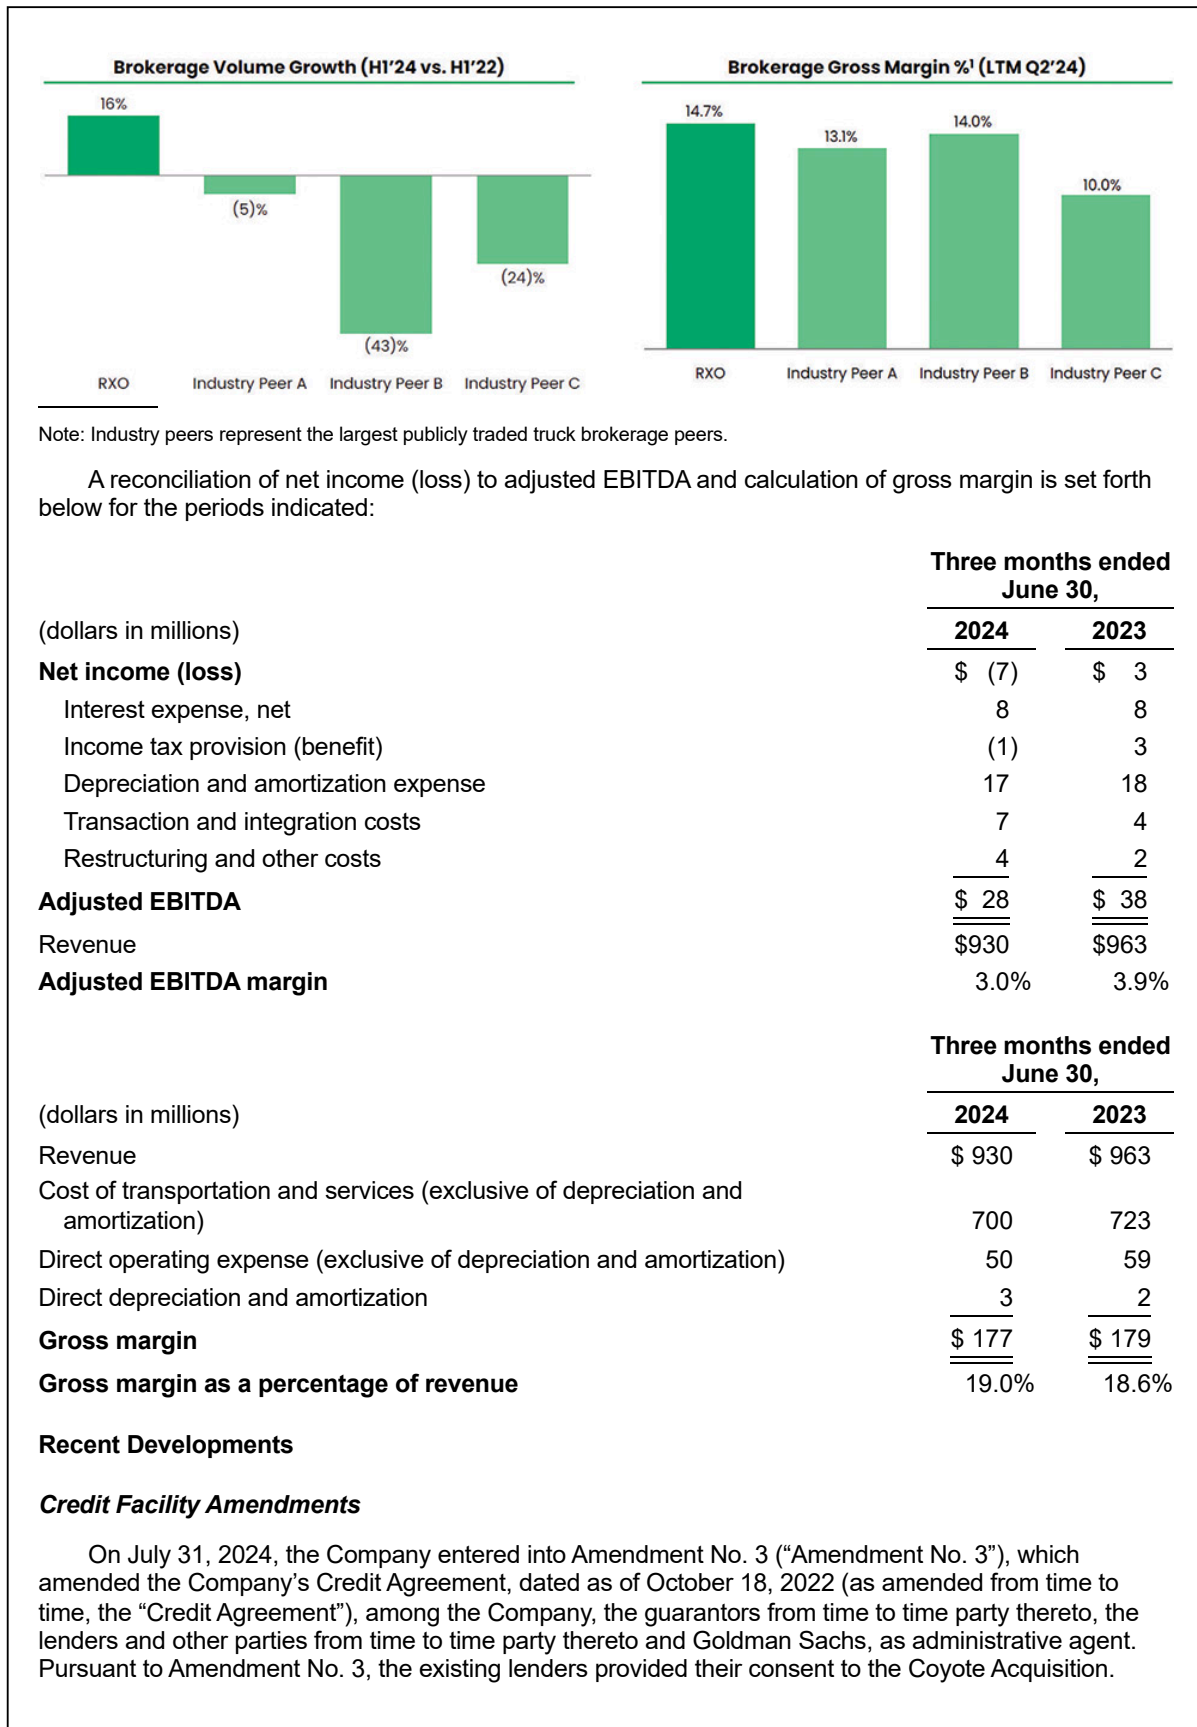 Brokerage Volume Growth (H1'24 vs. H1'22)
16%
(5)%
(43)%
(24)%
RXO Industry Peer A Industry Peer B Industry Peer C
Brokerage Gross Margin %¹ (LTM Q2'24)
14.7%
13.1%
14.0%
10.0%
RXO Industry Peer A Industry Peer B Industry Peer C
Note: Industry peers represent the largest publicly traded truck brokerage peers.
A reconciliation of net income (loss) to adjusted EBITDA and calculation of gross margin is set forth
below for the periods indicated:
Three months ended
June 30,
(dollars in millions) 2024 2023
Net income (loss) $ (7) $ 3
Interest expense, net 8 8
Income tax provision (benefit) (1) 3
Depreciation and amortization expense 17 18
Transaction and integration costs 7 4
Restructuring and other costs 4 2
Adjusted EBITDA $ 28 $ 38
Revenue $930 $963
Adjusted EBITDA margin 3.0% 3.9%
Three months ended
June 30,
(dollars in millions) 2024 2023
Revenue $ 930 $ 963
Cost of transportation and services (exclusive of depreciation and
amortization) 700 723
Direct operating expense (exclusive of depreciation and amortization) 50 59
Direct depreciation and amortization 3 2
Gross margin $ 177 $ 179
Gross margin as a percentage of revenue 19.0% 18.6%
Recent Developments
Credit Facility Amendments
On July 31, 2024, the Company entered into Amendment No. 3 (“Amendment No. 3”), which
amended the Company’s Credit Agreement, dated as of October 18, 2022 (as amended from time to
time, the “Credit Agreement”), among the Company, the guarantors from time to time party thereto, the
lenders and other parties from time to time party thereto and Goldman Sachs, as administrative agent.
Pursuant to Amendment No. 3, the existing lenders provided their consent to the Coyote Acquisition.